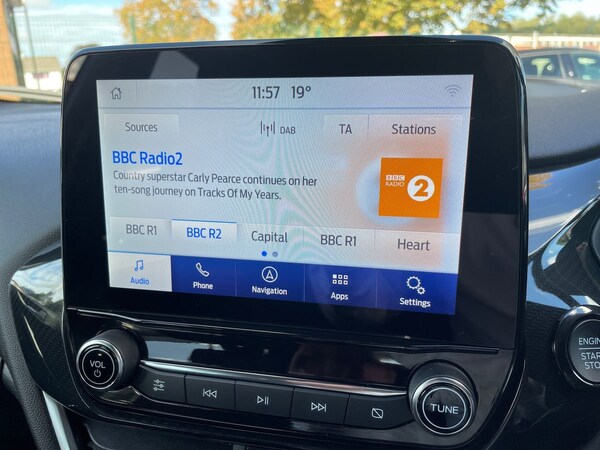 11:57 19°
Sources DAB TA Stations
BBC Radio2
Country superstar Carly Pearce continues on her
ten-song journey on Tracks Of My Years.
BBC
RADIO 2
BBC R1 BBC R2 Capital BBC R1 Heart
Audio Phone Navigation Apps Settings
VOL
TA
TUNE
ENGINE
START
STOP